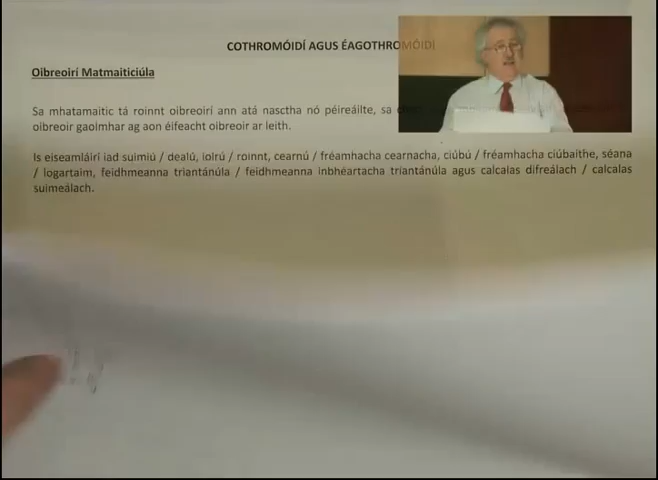 COTHROMÓIDÍ AGUS ÉAGOTHROMÓIDÍ
Oibreoirí Matmaiticiúla
Sa mhatamaitic tá roinnt oibreoirí ann atá nasctha nó péireáilte, sa
oibreoir gaolmhar ag aon éifeacht oibreoir ar leith.
Is eiseamláirí iad suimiú / dealú, iolrú / roinnt, cearnú / fréamhacha cearnacha, ciúbú / fréamhacha ciúbaithe, séana
/ logartaim, feidhmeanna triantánúla / feidhmeanna inbhéartacha triantánúla agus calcalas difreálach / calcalas
suimeálach.